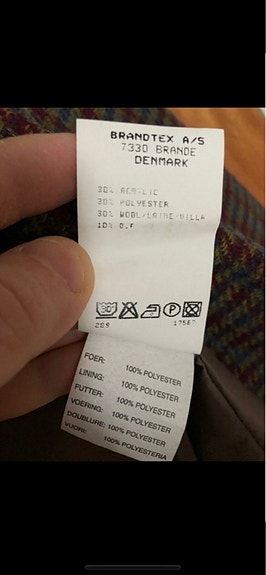 BRANDTEX A/S
7330 BRANDE
DENMARK
30% ACRYLIC
30% POLYESTER
30% WOOL/LAINE/VILLA
10%
17567
FOER: 100% POLYESTER
LINING: 100% POLYESTER
FUTTER: 100% POLYESTER
VOERING: 100% POLYESTER
DOUBLURE: 100% POLYESTER
VUORI: 100% POLYESTERIA